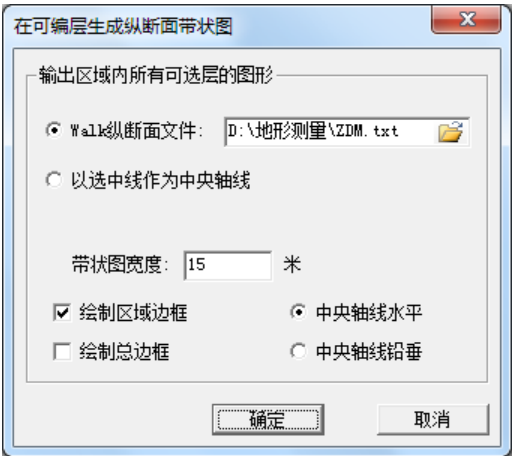 在可编层生成纵断面带状图
输出区域内所有可选层的图形
Walk纵断面文件: D:\地形测量\ZDM.txt
以选中线作为中央轴线
带状图宽度: 15 米
绘制区域边框 中央轴线水平
绘制总边框 中央轴线铅垂
确定 取消